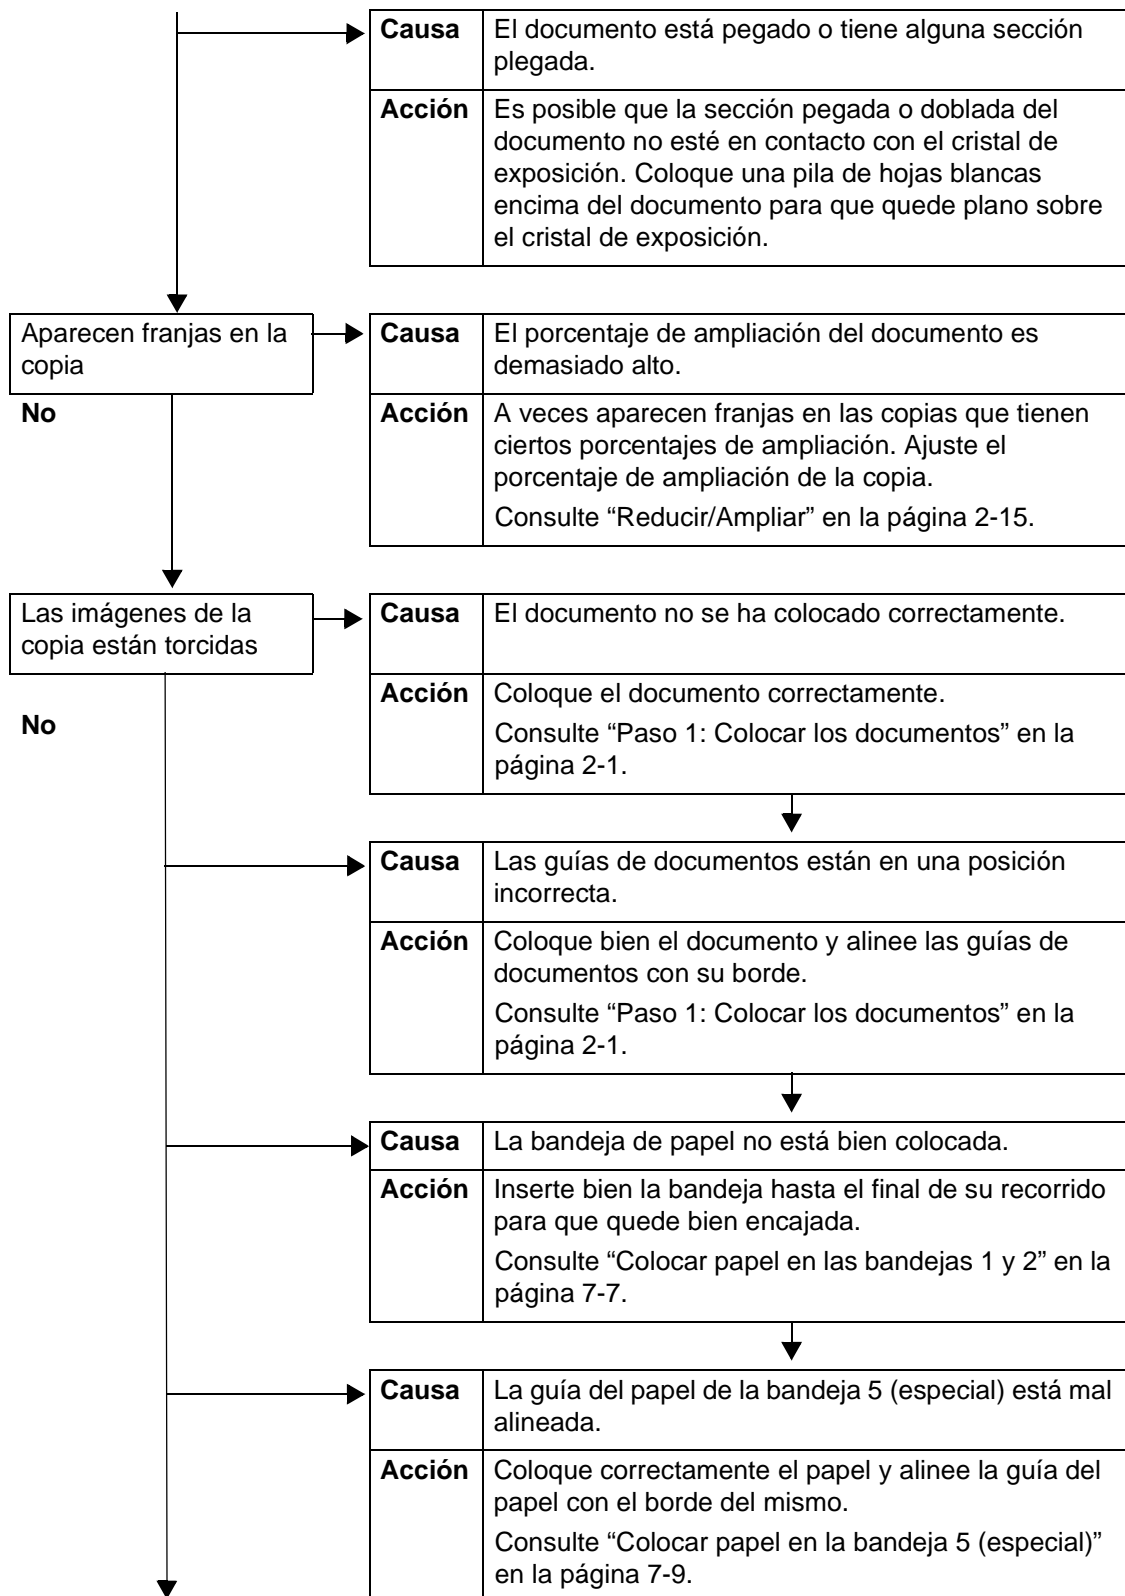 Causa El documento está pegado o tiene alguna sección
plegada.
Acción Es posible que la sección pegada o doblada del
documento no esté en contacto con el cristal de
exposición. Coloque una pila de hojas blancas
encima del documento para que quede plano sobre
el cristal de exposición.
Aparecen franjas en la
copia
No
Causa El porcentaje de ampliación del documento es
demasiado alto.
Acción A veces aparecen franjas en las copias que tienen
ciertos porcentajes de ampliación. Ajuste el
porcentaje de ampliación de la copia.
Consulte “Reducir/Ampliar” en la página 2-15.
Las imágenes de la
copia están torcidas
No
Causa El documento no se ha colocado correctamente.
Acción Coloque el documento correctamente.
Consulte “Paso 1: Colocar los documentos” en la
página 2-1.
Causa Las guías de documentos están en una posición
incorrecta.
Acción Coloque bien el documento y alinee las guías de
documentos con su borde.
Consulte “Paso 1: Colocar los documentos” en la
página 2-1.
Causa La bandeja de papel no está bien colocada.
Acción Inserte bien la bandeja hasta el final de su recorrido
para que quede bien encajada.
Consulte “Colocar papel en las bandejas 1 y 2” en la
página 7-7.
Causa La guía del papel de la bandeja 5 (especial) está mal
alineada.
Acción Coloque correctamente el papel y alinee la guía del
papel con el borde del mismo.
Consulte “Colocar papel en la bandeja 5 (especial)”
en la página 7-9.